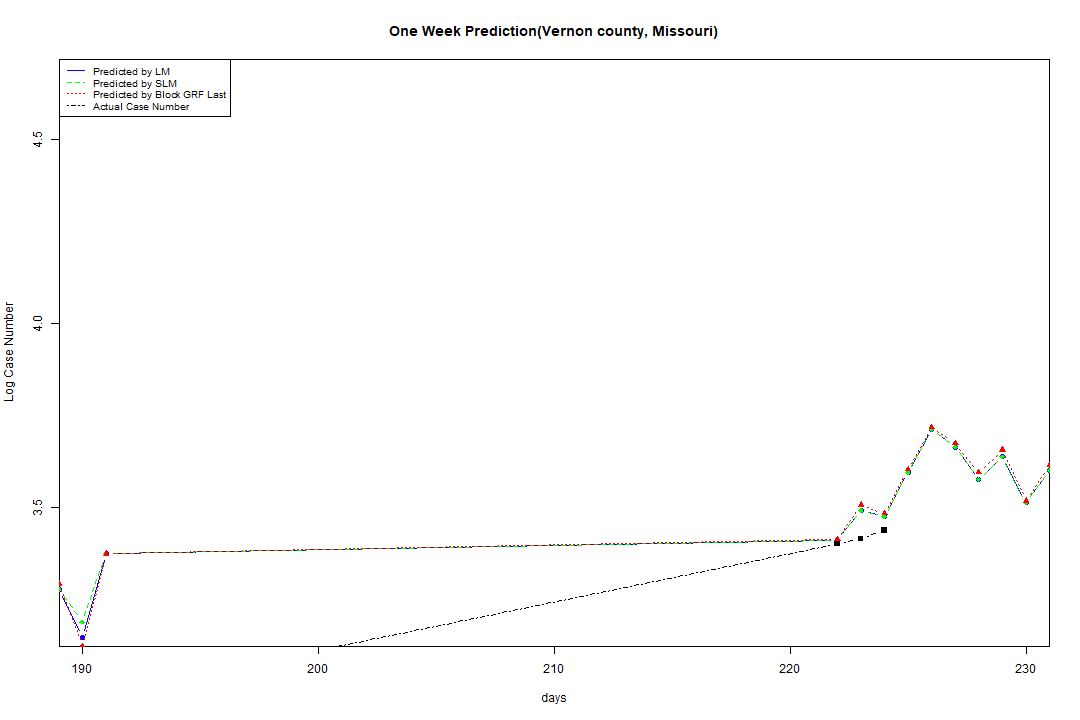 One Week Prediction(Vernon county, Missouri)
Predicted by LM
Predicted by SLM
Predicted by Block GRF Last
Actual Case Number
4.5
4.0
3.5
Log Case Number
190 200 210 220 230
days